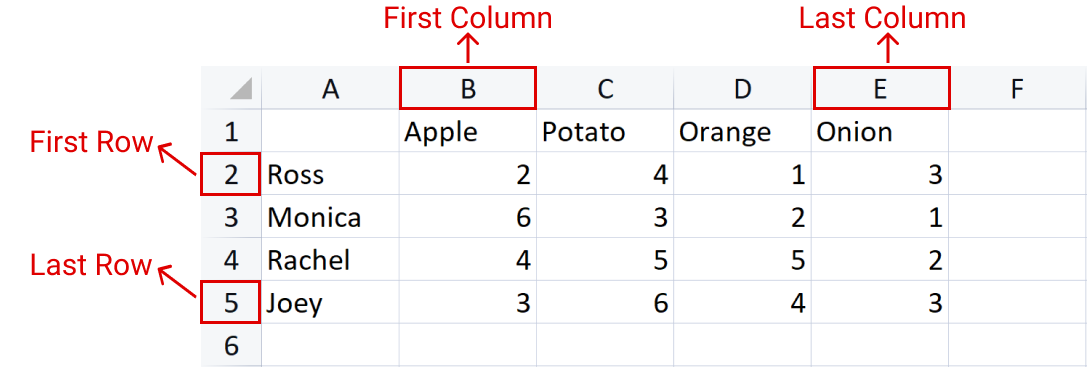 First Column Last Column
A B C D E F
1 Apple Potato Orange Onion
First Row
2 Ross 2 4 1 3
3 Monica 6 3 2 1
Last Row
4 Rachel 4 5 5 2
5 Joey 3 6 4 3
6